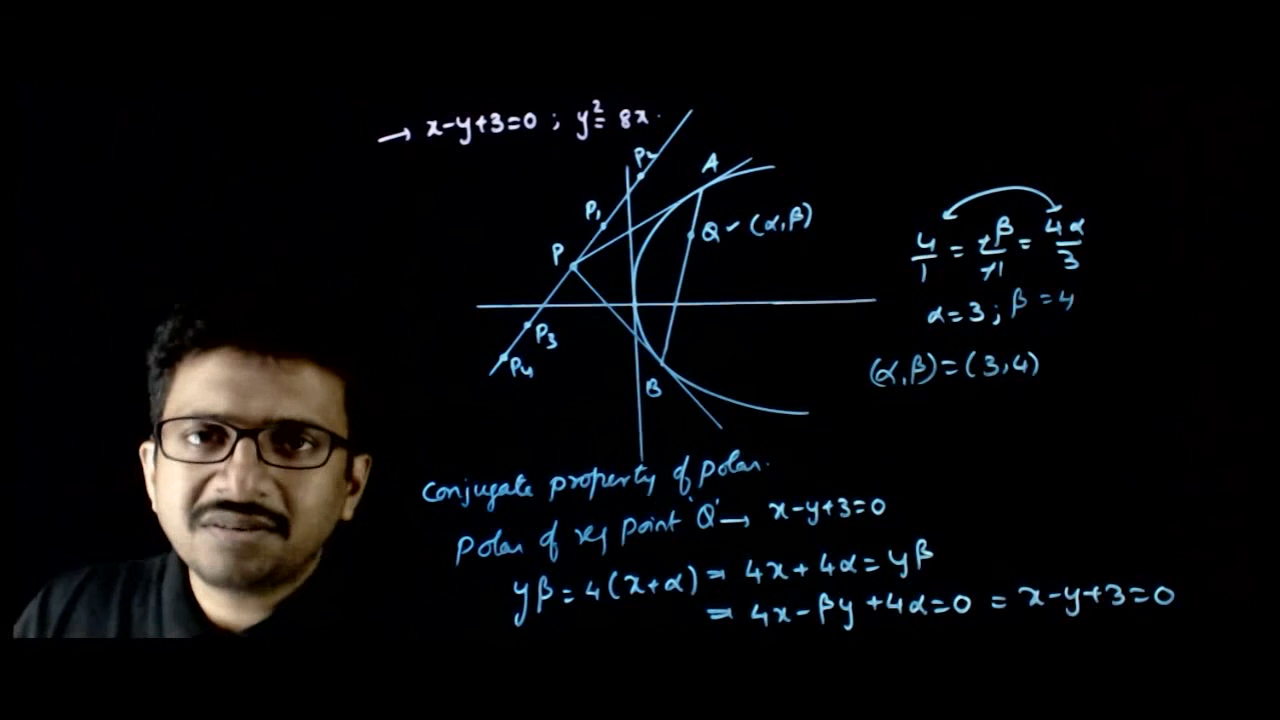 → x-y+3=0 ; y²= 8x.
P₂
A
P₁
Q - (α,β)
P
P₃
P₄
B
4/1 = +β/+1 = 4α/3
α=3 ; β=4
(α,β)=(3,4)
Conjugate property of polar.
Polar of req point 'Q' → x-y+3=0
yβ = 4(x+α) ⇒ 4x+4α=yβ
⇒ 4x-βy+4α=0 = x-y+3=0